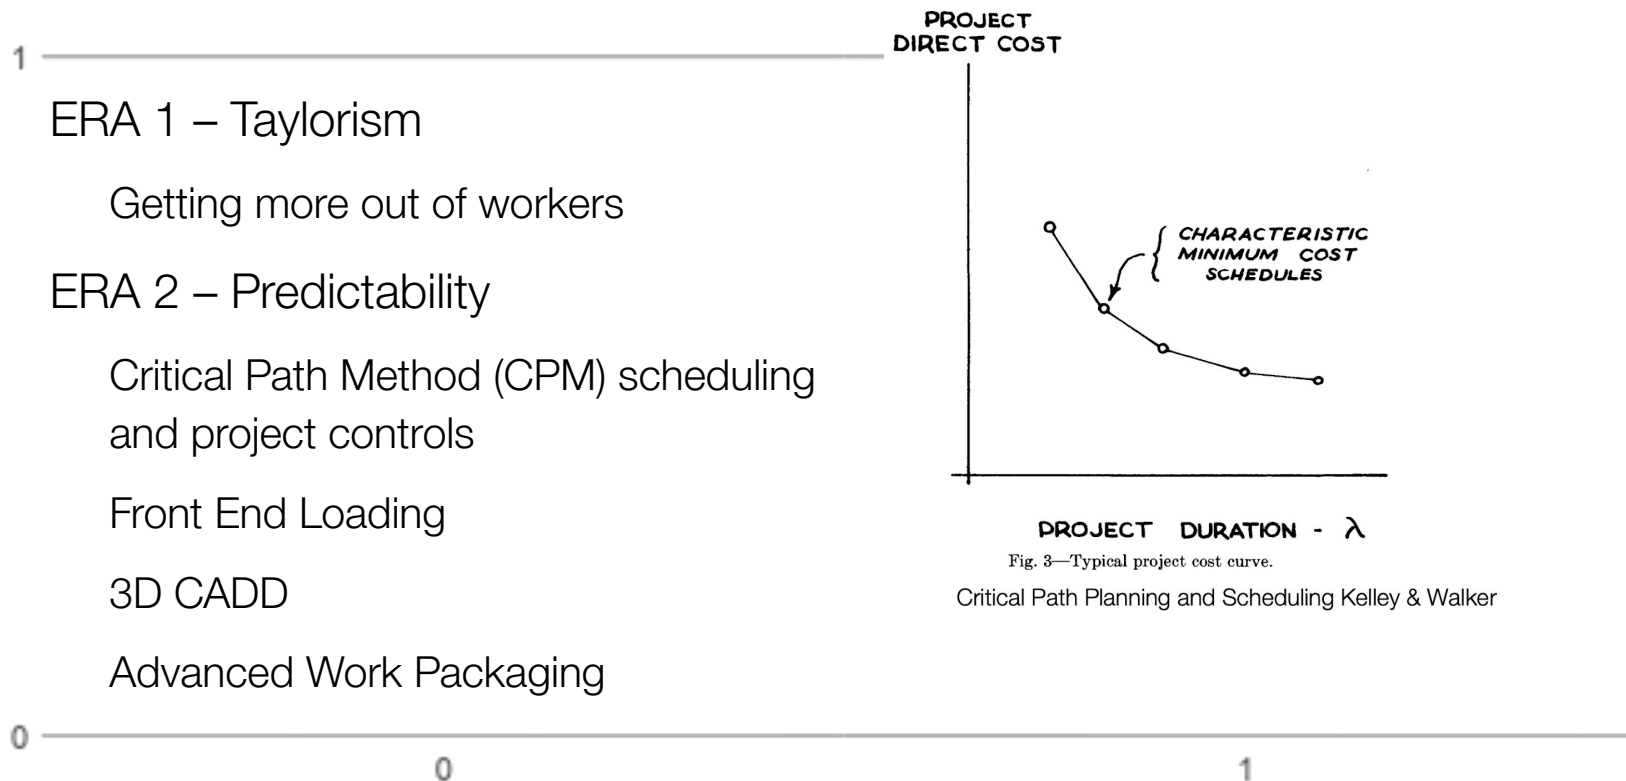 1
ERA 1 – Taylorism
Getting more out of workers
ERA 2 – Predictability
Critical Path Method (CPM) scheduling
and project controls
Front End Loading
3D CADD
Advanced Work Packaging
0
0
1
PROJECT
DIRECT COST
CHARACTERISTIC
MINIMUM COST
SCHEDULES
PROJECT DURATION - λ
Fig. 3—Typical project cost curve.
Critical Path Planning and Scheduling Kelley & Walker